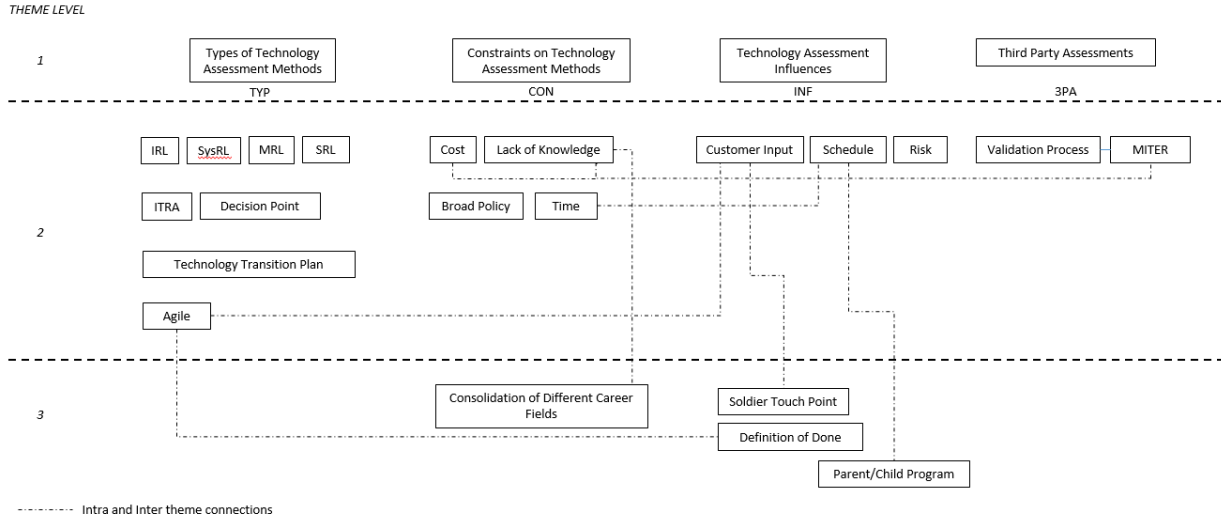 THEME LEVEL
1
Types of Technology
Assessment Methods
TYP
Constraints on Technology
Assessment Methods
CON
Technology Assessment
Influences
INF
Third Party Assessments
3PA
2
IRL
SysRL
MRL
SRL
Cost
Lack of Knowledge
Customer Input
Schedule
Risk
Validation Process
MITER
ITRA
Decision Point
Broad Policy
Time
Technology Transition Plan
Agile
3
Consolidation of Different Career
Fields
Soldier Touch Point
Definition of Done
Parent/Child Program
Intra and Inter theme connections